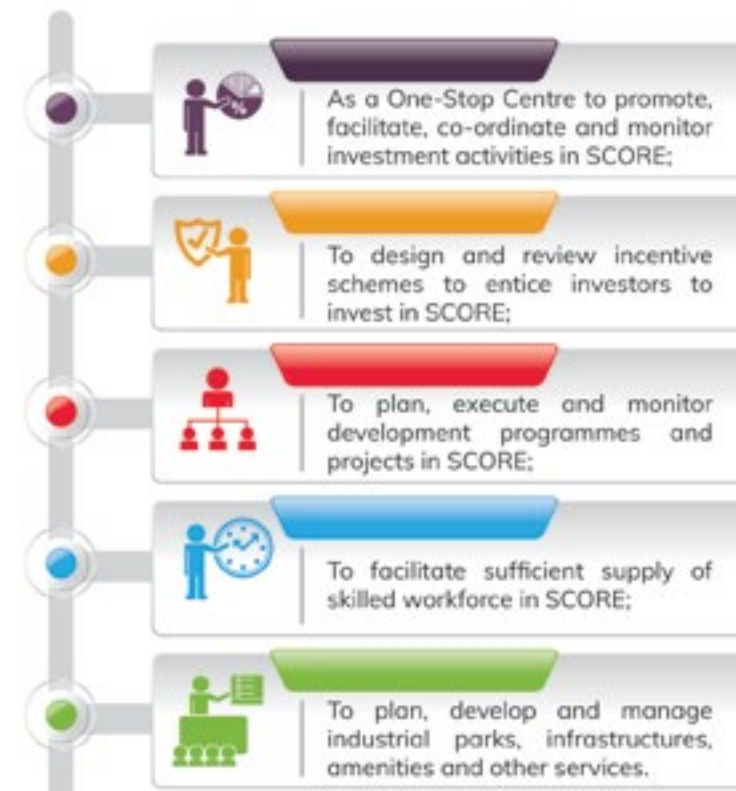 As a One-Stop Centre to promote,
facilitate, co-ordinate and monitor
investment activities in SCORE;
To design and review incentive
schemes to entice investors to
invest in SCORE;
To plan, execute and monitor
development programmes and
projects in SCORE;
To facilitate sufficient supply of
skilled workforce in SCORE;
To plan, develop and manage
industrial parks, infrastructures,
amenities and other services.